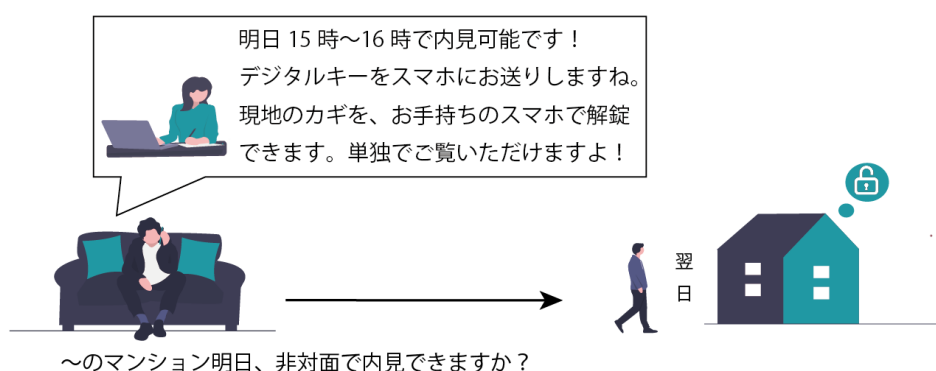 明日 15 時～16 時で内見可能です！
デジタルキーをスマホにお送りしますね。
現地のカギを、お手持ちのスマホで解錠
できます。単独でご覧いただけますよ！
翌
日
～のマンション明日、非対面で内見できますか？